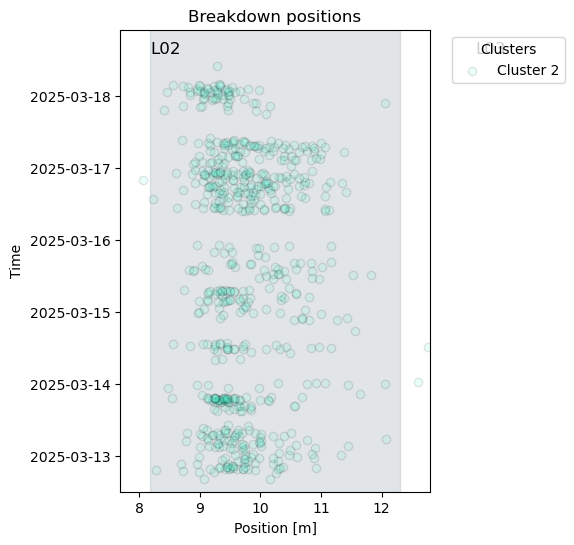 Breakdown positions
L02
Clusters
Cluster 2
2025-03-18
2025-03-17
2025-03-16
2025-03-15
2025-03-14
2025-03-13
Time
8 9 10 11 12
Position [m]